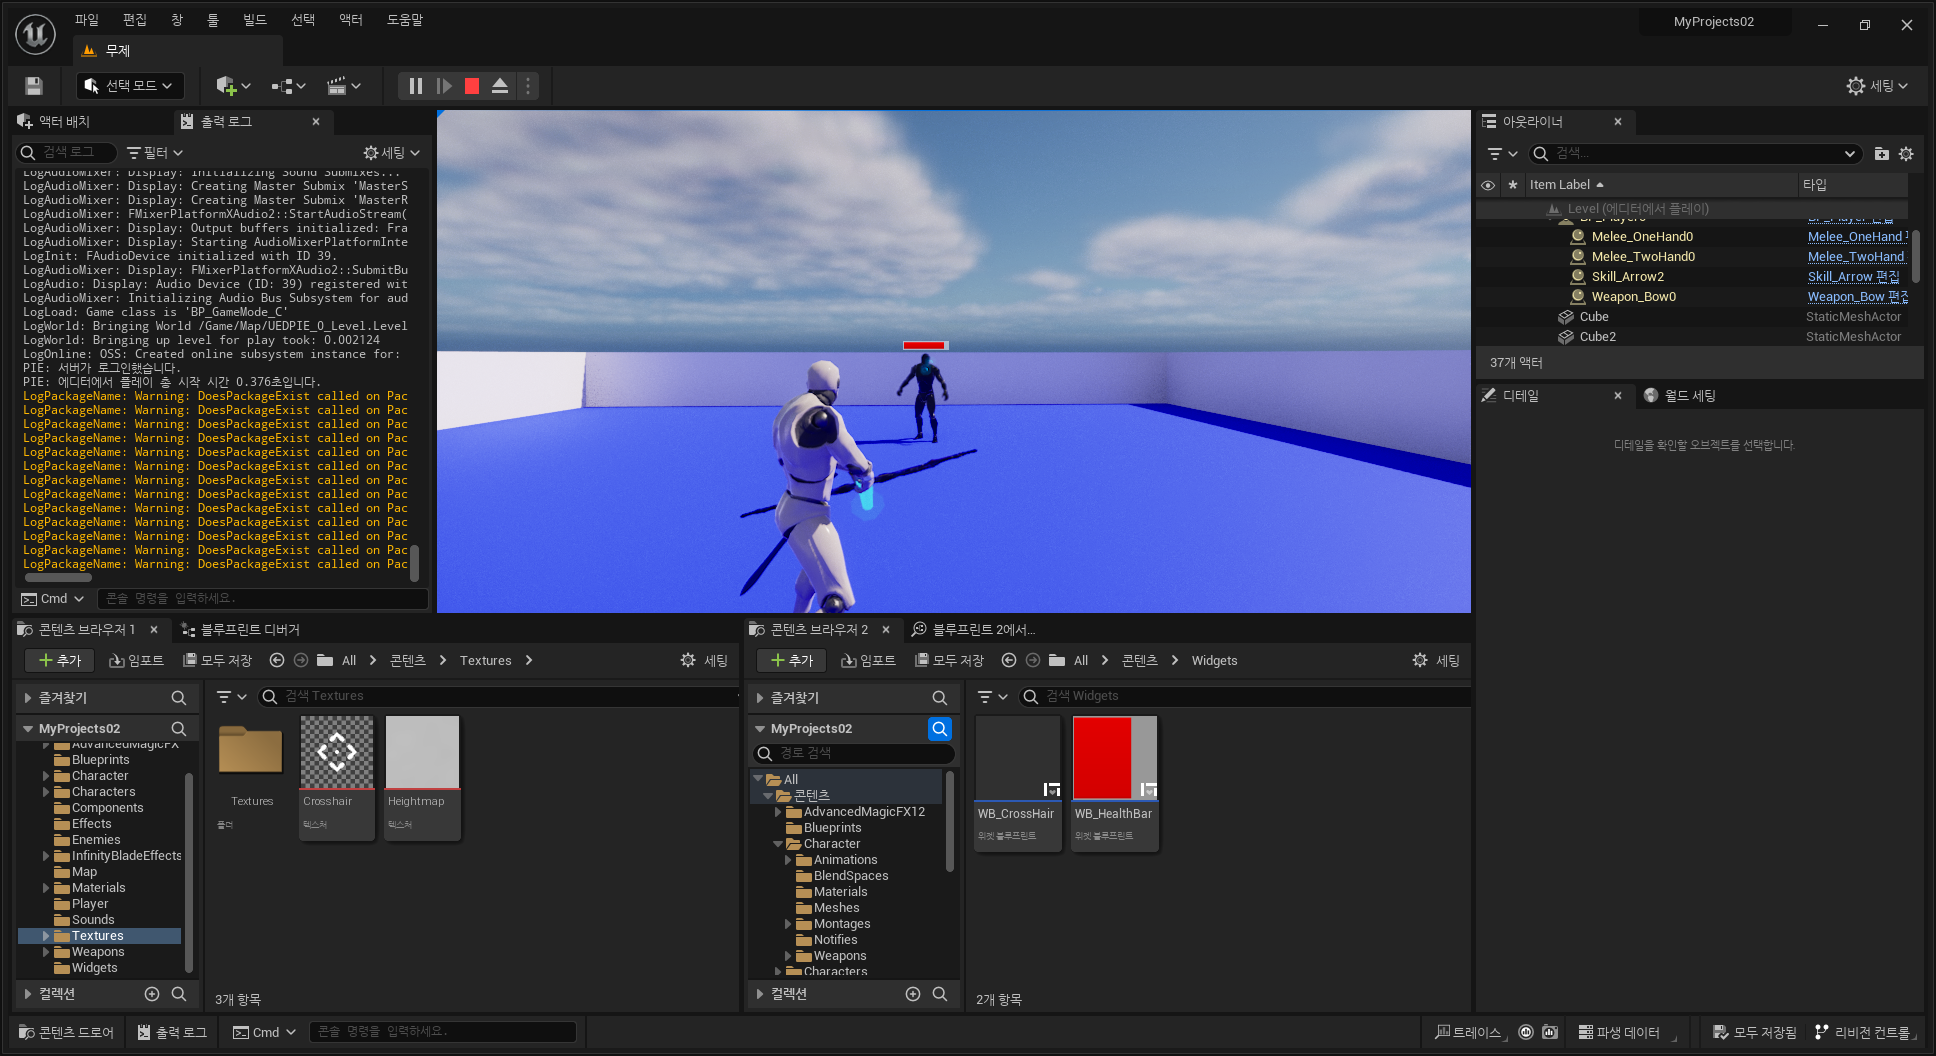 파일 편집 창 툴 빌드 선택 액터 도움말
MyProjects02
무제
선택 모드
세팅
액터 배치
출력 로그
검색 로그
필터
세팅
LogAudioMixer: Display: Initializing Sound Submixes...
LogAudioMixer: Display: Creating Master Submix 'MasterS
LogAudioMixer: Display: Creating Master Submix 'MasterR
LogAudioMixer: FMixerPlatformXAudio2::StartAudioStream(
LogAudioMixer: Display: Output buffers initialized: Fra
LogAudioMixer: Display: Starting AudioMixerPlatformInte
LogInit: FAudioDevice initialized with ID 39.
LogAudioMixer: Display: FMixerPlatformXAudio2::SubmitBu
LogAudio: Display: Audio Device (ID: 39) registered wit
LogAudioMixer: Initializing Audio Bus Subsystem for aud
LogLoad: Game class is 'BP_GameMode_C'
LogWorld: Bringing World /Game/Map/UEDPIE_0_Level.Level
LogWorld: Bringing up level for play took: 0.002124
LogOnline: OSS: Created online subsystem instance for:
PIE: 서버가 로그인했습니다.
PIE: 에디터에서 플레이 총 시작 시간 0.376초입니다.
LogPackageName: Warning: DoesPackageExist called on Pac
LogPackageName: Warning: DoesPackageExist called on Pac
LogPackageName: Warning: DoesPackageExist called on Pac
LogPackageName: Warning: DoesPackageExist called on Pac
LogPackageName: Warning: DoesPackageExist called on Pac
LogPackageName: Warning: DoesPackageExist called on Pac
LogPackageName: Warning: DoesPackageExist called on Pac
LogPackageName: Warning: DoesPackageExist called on Pac
LogPackageName: Warning: DoesPackageExist called on Pac
LogPackageName: Warning: DoesPackageExist called on Pac
LogPackageName: Warning: DoesPackageExist called on Pac
LogPackageName: Warning: DoesPackageExist called on Pac
LogPackageName: Warning: DoesPackageExist called on Pac
Cmd
콘솔 명령을 입력하세요.
아웃라이너
검색...
Item Label
타입
Level (에디터에서 플레이)
BP_Player0 BP_Player 편집
Melee_OneHand0 Melee_OneHand
Melee_TwoHand0 Melee_TwoHand
Skill_Arrow2 Skill_Arrow 편집
Weapon_Bow0 Weapon_Bow 편집
Cube StaticMeshActor
Cube2 StaticMeshActor
37개 액터
디테일
월드 세팅
디테일을 확인할 오브젝트를 선택합니다.
콘텐츠 브라우저 1
블루프린트 디버거
추가 임포트 모두 저장 All 콘텐츠 Textures 세팅
즐겨찾기
검색 Textures
MyProjects02
AdvancedMagicFX
Blueprints
Character
Characters
Components
Effects
Enemies
InfinityBladeEffects
Map
Materials
Player
Sounds
Textures
Weapons
Widgets
컬렉션
Textures
폴더
Crosshair
텍스처
Heightmap
텍스처
3개 항목
콘텐츠 브라우저 2
블루프린트 2에서...
추가 임포트 모두 저장 All 콘텐츠 Widgets 세팅
즐겨찾기
검색 Widgets
MyProjects02
경로 검색
All
콘텐츠
AdvancedMagicFX12
Blueprints
Character
Animations
BlendSpaces
Materials
Meshes
Montages
Notifies
Weapons
Characters
컬렉션
WB_CrossHair
위젯 블루프린트
WB_HealthBar
위젯 블루프린트
2개 항목
콘텐츠 드로어
출력 로그
Cmd
콘솔 명령을 입력하세요.
트레이스
파생 데이터
모두 저장됨
리비전 컨트롤